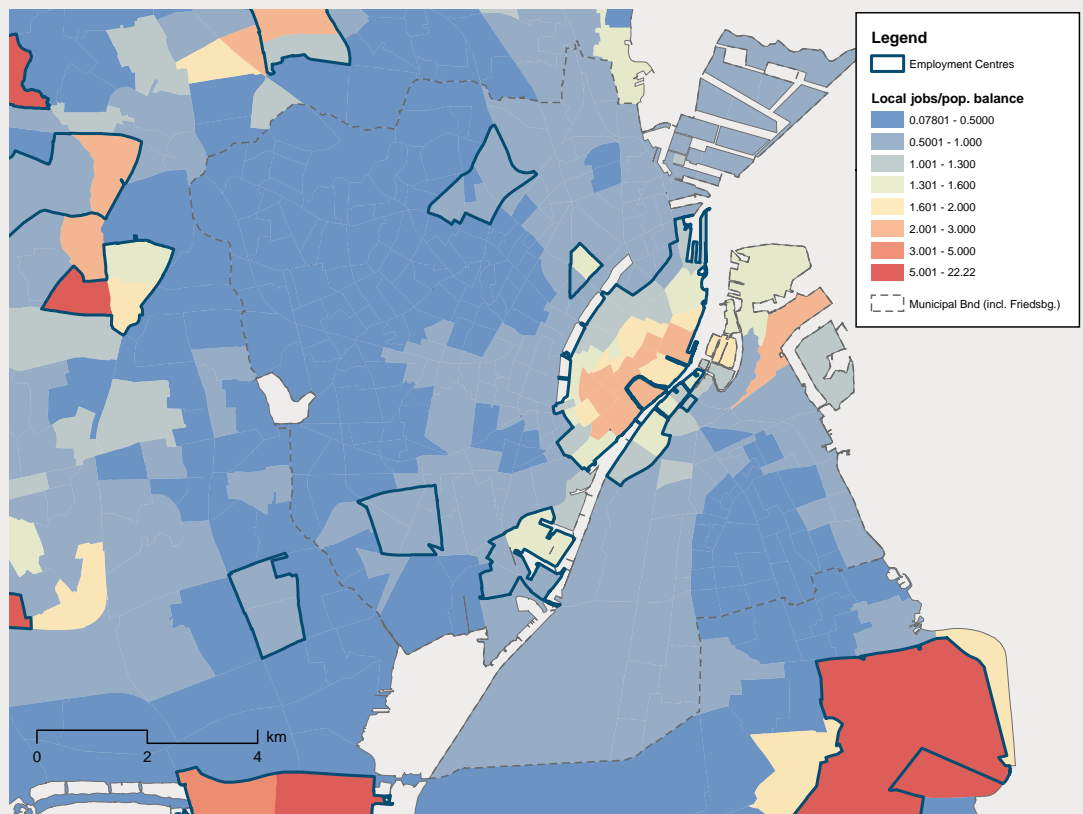 Legend
Employment Centres
Local jobs/pop. balance
0.07801 - 0.5000
0.5001 - 1.000
1.001 - 1.300
1.301 - 1.600
1.601 - 2.000
2.001 - 3.000
3.001 - 5.000
5.001 - 22.22
Municipal Bnd (incl. Friedsbg.)
km
0 2 4